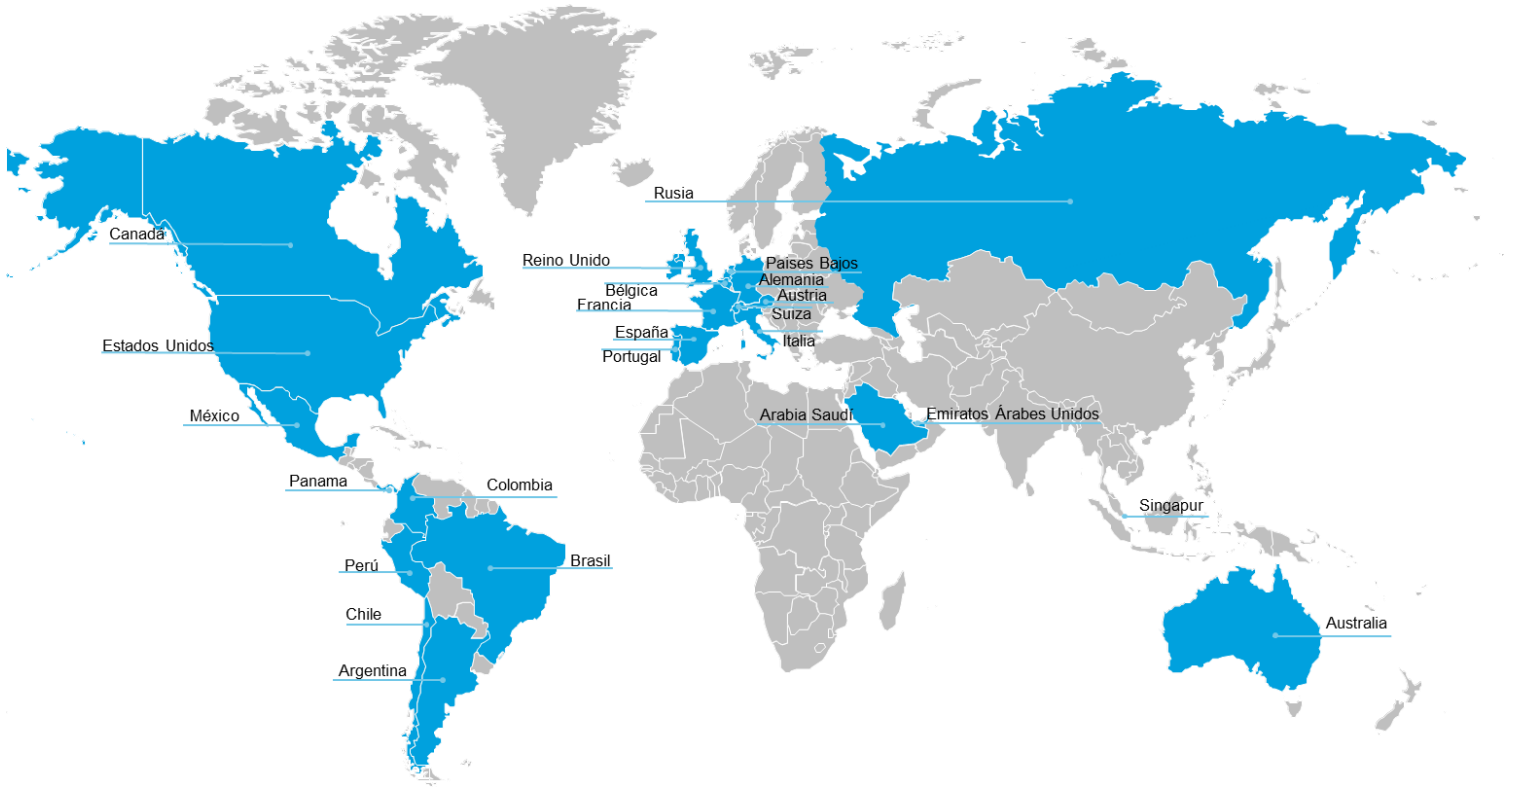 Rusia
Canada
Reino Unido
Paises Bajos
Alemania
Bélgica
Austria
Francia
Suiza
España
Italia
Estados Unidos
Portugal
México
Arabia Saudí
Emiratos Árabes Unidos
Panama
Colombia
Singapur
Perú
Brasil
Chile
Australia
Argentina